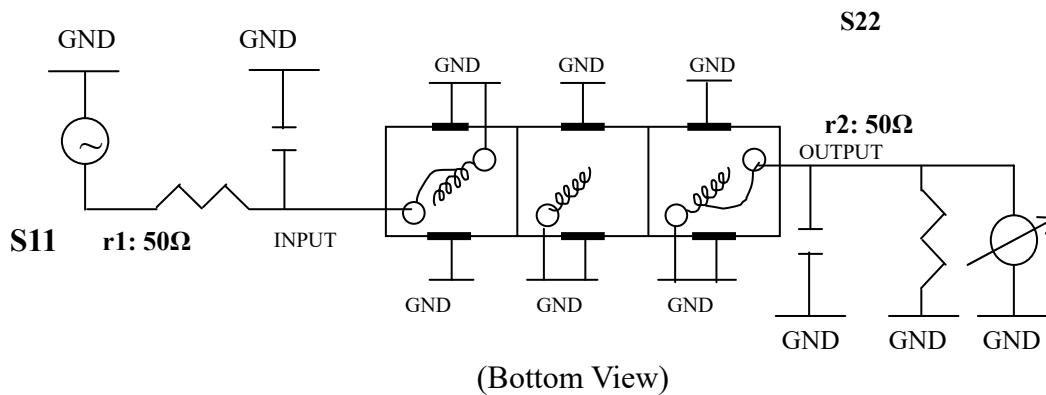 S22
GND
GND
GND
GND
GND
r2: 50Ω
OUTPUT
S11
r1: 50Ω
INPUT
GND
GND
GND
GND
GND
GND
(Bottom View)